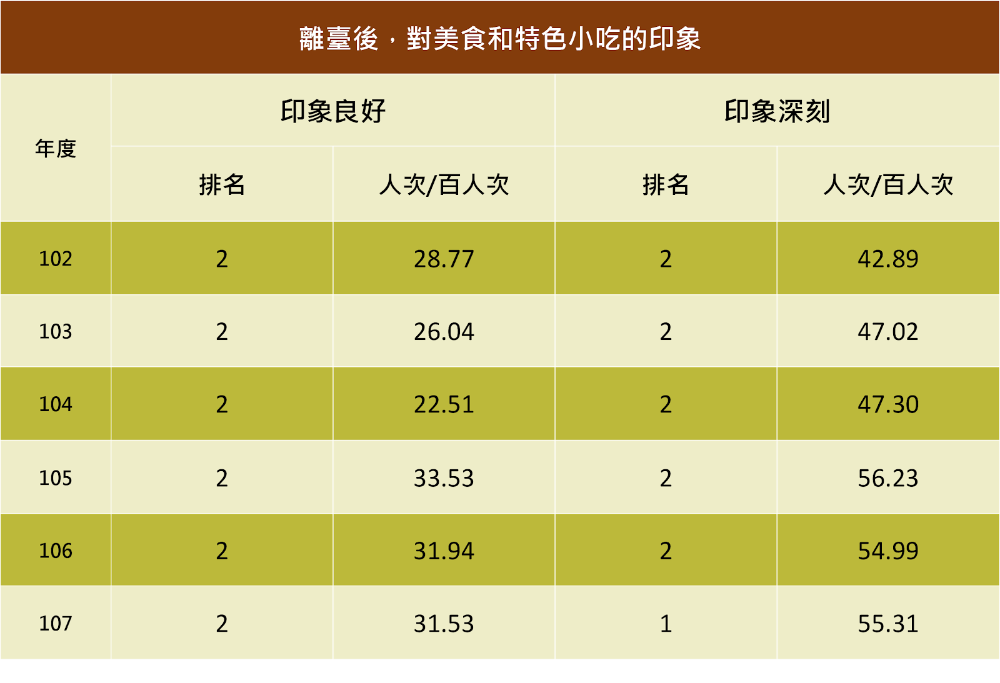 離臺後，對美食和特色小吃的印象
年度 印象良好 印象深刻
排名 人次/百人次 排名 人次/百人次
102 2 28.77 2 42.89
103 2 26.04 2 47.02
104 2 22.51 2 47.30
105 2 33.53 2 56.23
106 2 31.94 2 54.99
107 2 31.53 1 55.31